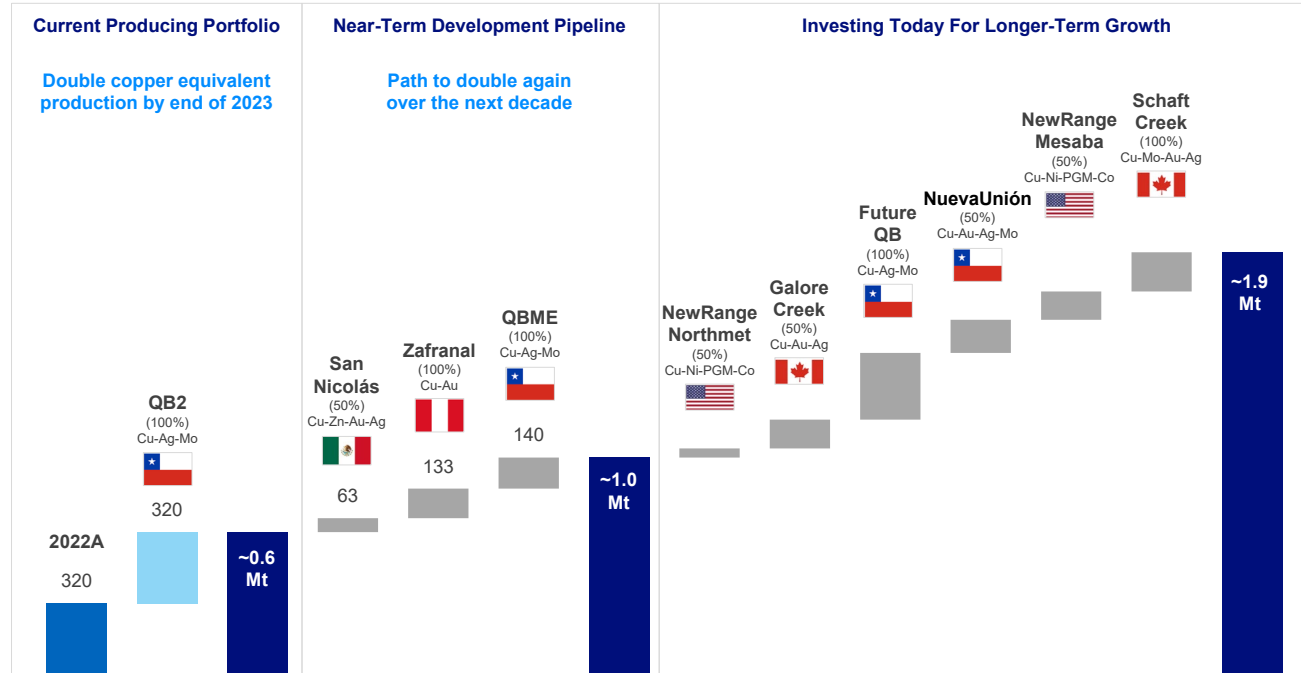 Current Producing Portfolio
Double copper equivalent
production by end of 2023
2022A
320
QB2
(100%)
Cu-Ag-Mo
320
~0.6
Mt
Near-Term Development Pipeline
Path to double again
over the next decade
San
Nicolás
(50%)
Cu-Zn-Au-Ag
63
Zafranal
(100%)
Cu-Au
133
QBME
(100%)
Cu-Ag-Mo
140
~1.0
Mt
Investing Today For Longer-Term Growth
NewRange
Northmet
(50%)
Cu-Ni-PGM-Co
Galore
Creek
(50%)
Cu-Au-Ag
Future
QB
(100%)
Cu-Ag-Mo
NuevaUnión
(50%)
Cu-Au-Ag-Mo
NewRange
Mesaba
(50%)
Cu-Ni-PGM-Co
Schaft
Creek
(100%)
Cu-Mo-Au-Ag
~1.9
Mt